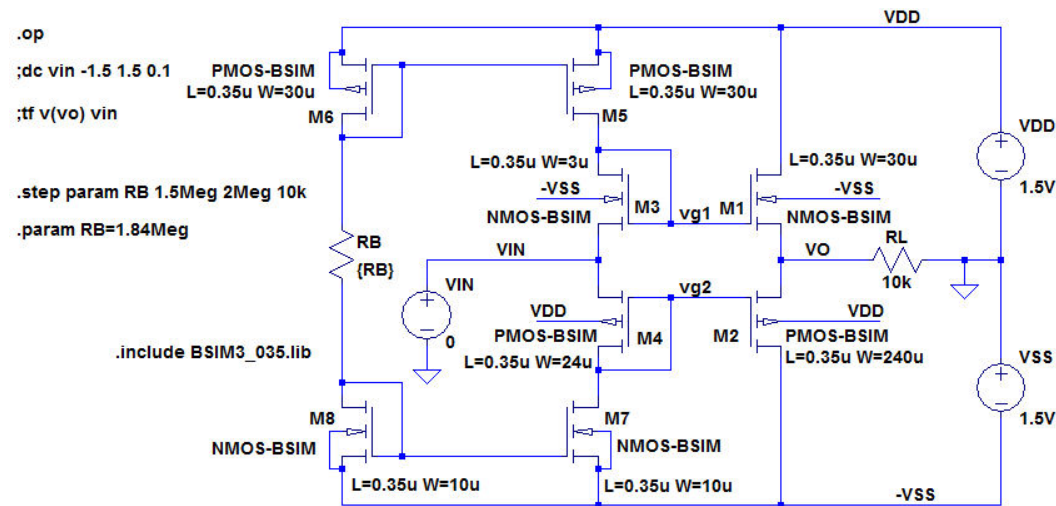 .op
;dc vin -1.5 1.5 0.1
;tf v(vo) vin
.step param RB 1.5Meg 2Meg 10k
.param RB=1.84Meg
.include BSIM3_035.lib
VDD
PMOS-BSIM
L=0.35u W=30u
M6
PMOS-BSIM
L=0.35u W=30u
M5
L=0.35u W=3u
-VSS
M3
NMOS-BSIM
vg1
L=0.35u W=30u
M1
-VSS
NMOS-BSIM
VDD
1.5V
RB
{RB}
VIN
VIN
0
VO
RL
10k
VDD
PMOS-BSIM
M4
L=0.35u W=24u
vg2
M2
VDD
PMOS-BSIM
L=0.35u W=240u
VSS
1.5V
M8
NMOS-BSIM
L=0.35u W=10u
M7
NMOS-BSIM
L=0.35u W=10u
-VSS